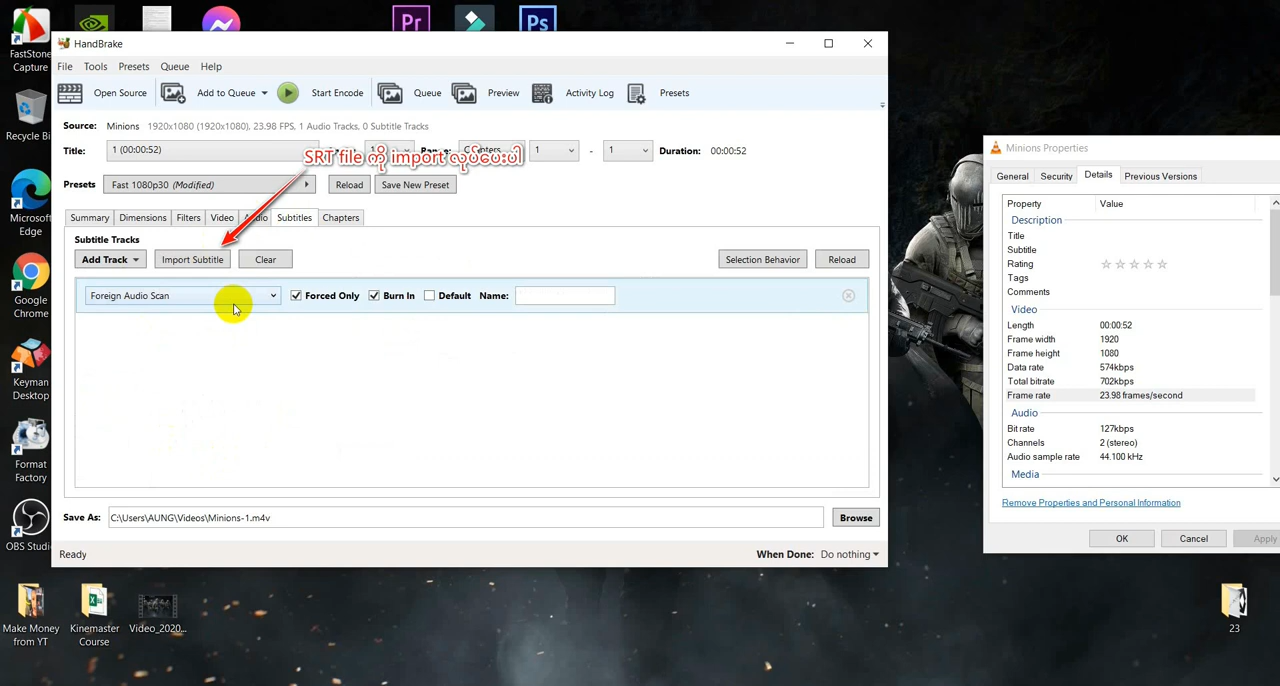 FastStone
Capture
Pr
Ps
HandBrake
File Tools Presets Queue Help
Open Source Add to Queue Start Encode Queue Preview Activity Log Presets
Source: Minions 1920x1080 (1920x1080), 23.98 FPS, 1 Audio Tracks, 0 Subtitle Tracks
Title: 1 (00:00:52) 1 - 1 Duration: 00:00:52
SRT file ကို import လုပ်ပေးပါ
Presets Fast 1080p30 (Modified) Reload Save New Preset
Summary Dimensions Filters Video Audio Subtitles Chapters
Subtitle Tracks
Add Track Import Subtitle Clear Selection Behavior Reload
Foreign Audio Scan Forced Only Burn In Default Name:
Save As: C:\Users\AUNG\Videos\Minions-1.m4v Browse
Ready When Done: Do nothing
Recycle Bi
Microsoft
Edge
Google
Chrome
Keyman
Desktop
Format
Factory
OBS Studi
Make Money
from YT
Kinemaster
Course
Video_2020...
Minions Properties
General Security Details Previous Versions
Property Value
Description
Title
Subtitle
Rating
Tags
Comments
Video
Length 00:00:52
Frame width 1920
Frame height 1080
Data rate 574kbps
Total bitrate 702kbps
Frame rate 23.98 frames/second
Audio
Bit rate 127kbps
Channels 2 (stereo)
Audio sample rate 44.100 kHz
Media
Remove Properties and Personal Information
OK Cancel Apply
23